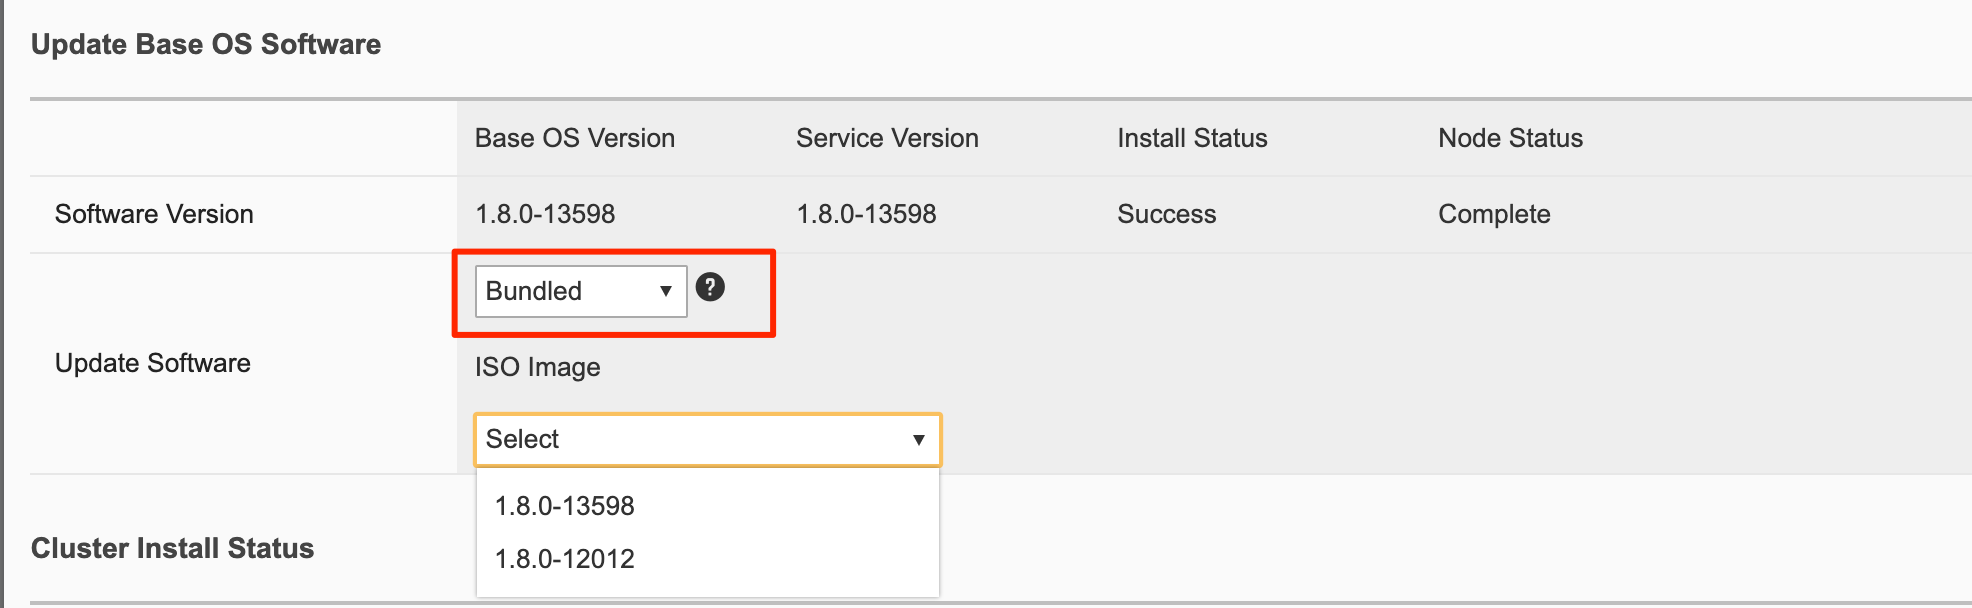 Update Base OS Software
Base OS Version Service Version Install Status Node Status
Software Version 1.8.0-13598 1.8.0-13598 Success Complete
Bundled ?
Update Software
ISO Image
Select
1.8.0-13598
Cluster Install Status
1.8.0-12012